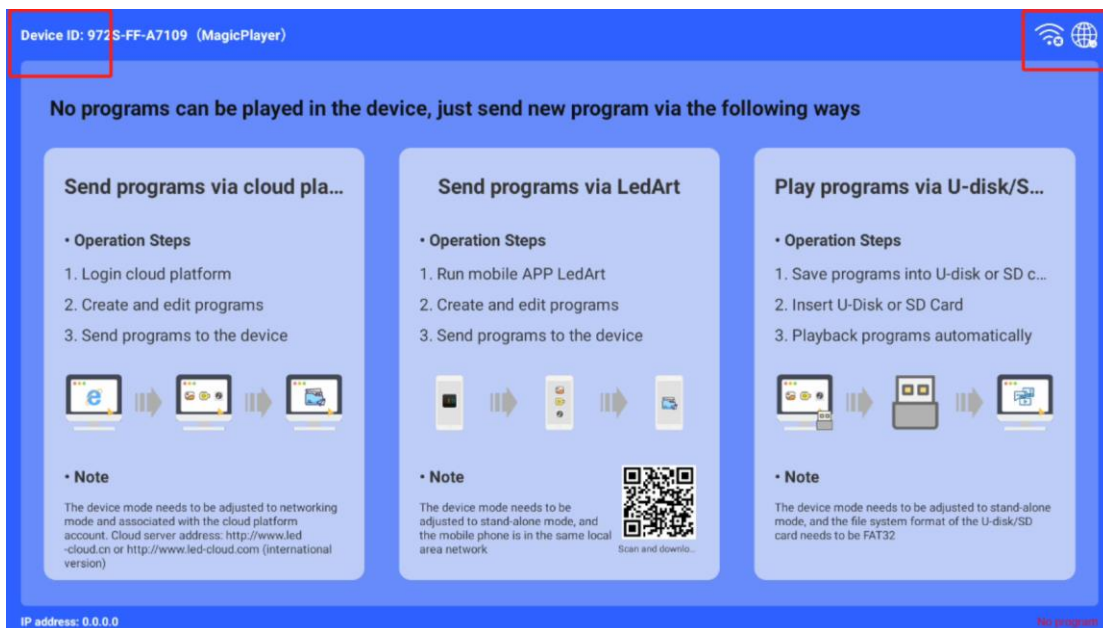 Device ID: 972S-FF-A7109（MagicPlayer）
No programs can be played in the device, just send new program via the following ways
Send programs via cloud pla...
• Operation Steps
1. Login cloud platform
2. Create and edit programs
3. Send programs to the device
• Note
The device mode needs to be adjusted to networking
mode and associated with the cloud platform
account. Cloud server address: http://www.led
-cloud.cn or http://www.led-cloud.com (international
version)
Send programs via LedArt
• Operation Steps
1. Run mobile APP LedArt
2. Create and edit programs
3. Send programs to the device
• Note
The device mode needs to be
adjusted to stand-alone mode, and
the mobile phone is in the same local
area network
Scan and downlo...
Play programs via U-disk/S...
• Operation Steps
1. Save programs into U-disk or SD c...
2. Insert U-Disk or SD Card
3. Playback programs automatically
• Note
The device mode needs to be adjusted to stand-alone
mode, and the file system format of the U-disk/SD
card needs to be FAT32
IP address: 0.0.0.0
No program